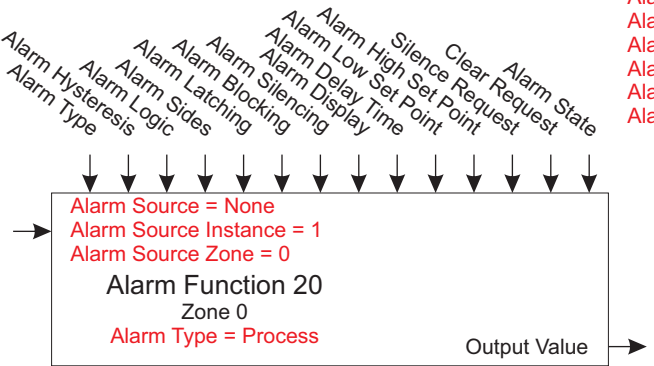 Alarm Type
Alarm Hysteresis
Alarm Logic
Alarm Sides
Alarm Latching
Alarm Blocking
Alarm Silencing
Alarm Display
Alarm Delay Time
Alarm Low Set Point
Alarm High Set Point
Silence Request
Clear Request
Alarm State
Alarm Source = None
Alarm Source Instance = 1
Alarm Source Zone = 0
Alarm Function 20
Zone 0
Alarm Type = Process
Output Value